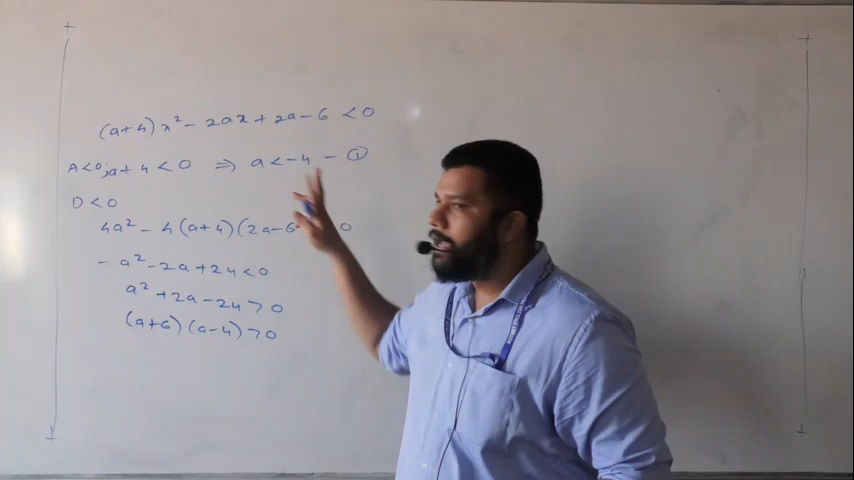 (a+4)x² - 2ax + 2a - 6 < 0
A<0; a+4 < 0 ⇒ a < -4 - ①
D < 0
4a² - 4(a+4)(2a-6 0
- a² - 2a + 24 < 0
a² + 2a - 24 > 0
(a+6)(a-4) > 0